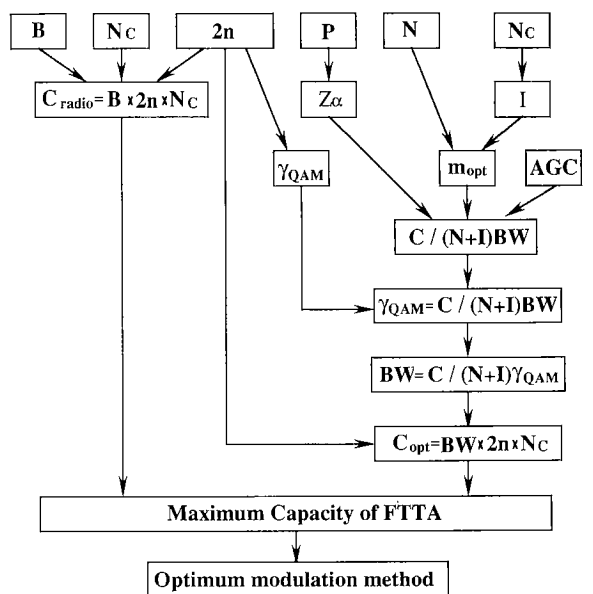 B NC 2n P N NC
C radio= B × 2n × NC Zα I
γQAM mopt AGC
C / (N+I)BW
γQAM= C / (N+I)BW
BW= C / (N+I)γQAM
Copt= BW × 2n × NC
Maximum Capacity of FTTA
Optimum modulation method